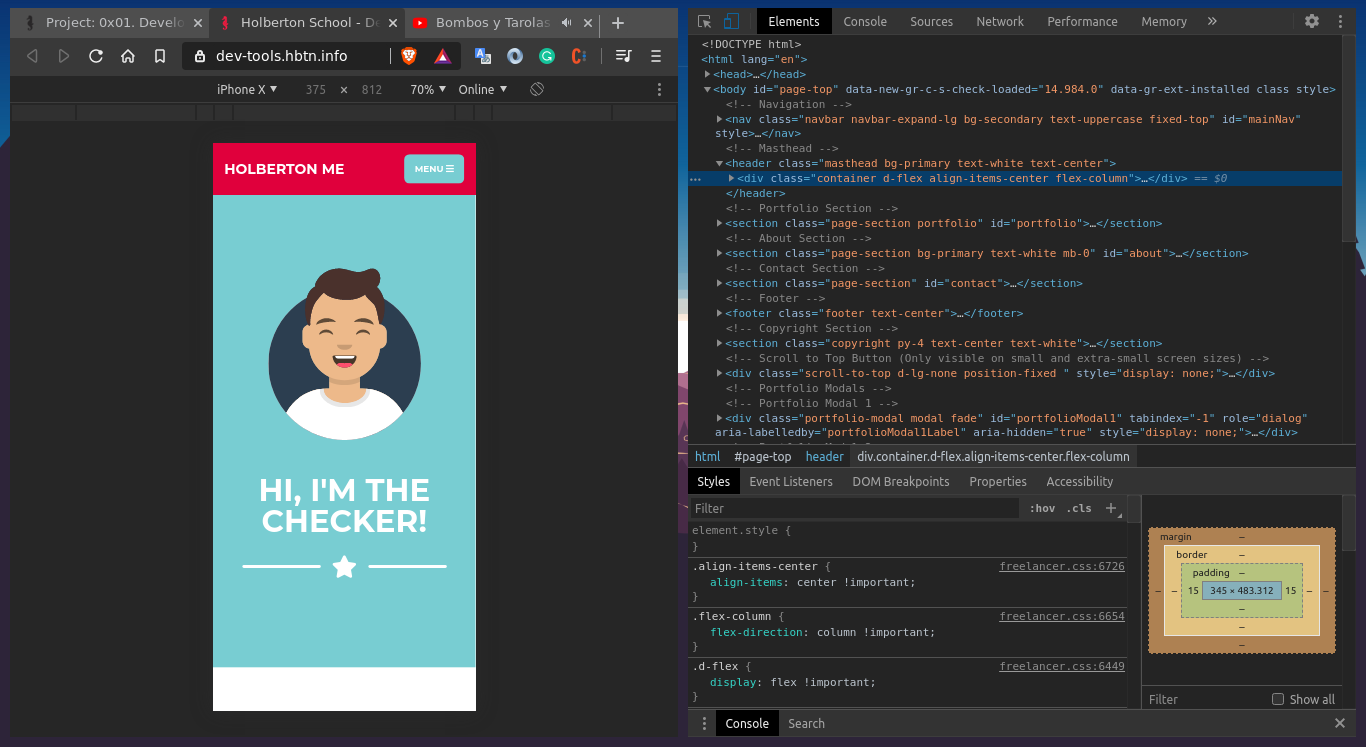 Project: 0x01. Develo
Holberton School - De
Bombos y Tarolas
dev-tools.hbtn.info
iPhone X 375 × 812 70% Online
HOLBERTON ME
MENU
HI, I'M THE
CHECKER!
Elements Console Sources Network Performance Memory »
<!DOCTYPE html>
<html lang="en">
<head>…</head>
<body id="page-top" data-new-gr-c-s-check-loaded="14.984.0" data-gr-ext-installed class style>
<!-- Navigation -->
<nav class="navbar navbar-expand-lg bg-secondary text-uppercase fixed-top" id="mainNav"
style>…</nav>
<!-- Masthead -->
<header class="masthead bg-primary text-white text-center">
<div class="container d-flex align-items-center flex-column">…</div> == $0
</header>
<!-- Portfolio Section -->
<section class="page-section portfolio" id="portfolio">…</section>
<!-- About Section -->
<section class="page-section bg-primary text-white mb-0" id="about">…</section>
<!-- Contact Section -->
<section class="page-section" id="contact">…</section>
<!-- Footer -->
<footer class="footer text-center">…</footer>
<!-- Copyright Section -->
<section class="copyright py-4 text-center text-white">…</section>
<!-- Scroll to Top Button (Only visible on small and extra-small screen sizes) -->
<div class="scroll-to-top d-lg-none position-fixed " style="display: none;">…</div>
<!-- Portfolio Modals -->
<!-- Portfolio Modal 1 -->
<div class="portfolio-modal modal fade" id="portfolioModal1" tabindex="-1" role="dialog"
aria-labelledby="portfolioModal1Label" aria-hidden="true" style="display: none;">…</div>
html #page-top header div.container.d-flex.align-items-center.flex-column
Styles Event Listeners DOM Breakpoints Properties Accessibility
Filter :hov .cls +
element.style {
}
.align-items-center { freelancer.css:6726
align-items: center !important;
}
.flex-column { freelancer.css:6654
flex-direction: column !important;
}
.d-flex { freelancer.css:6449
display: flex !important;
}
margin –
border –
padding –
– – 15 345 × 483.312 15 – –
–
–
–
Filter Show all
Console Search